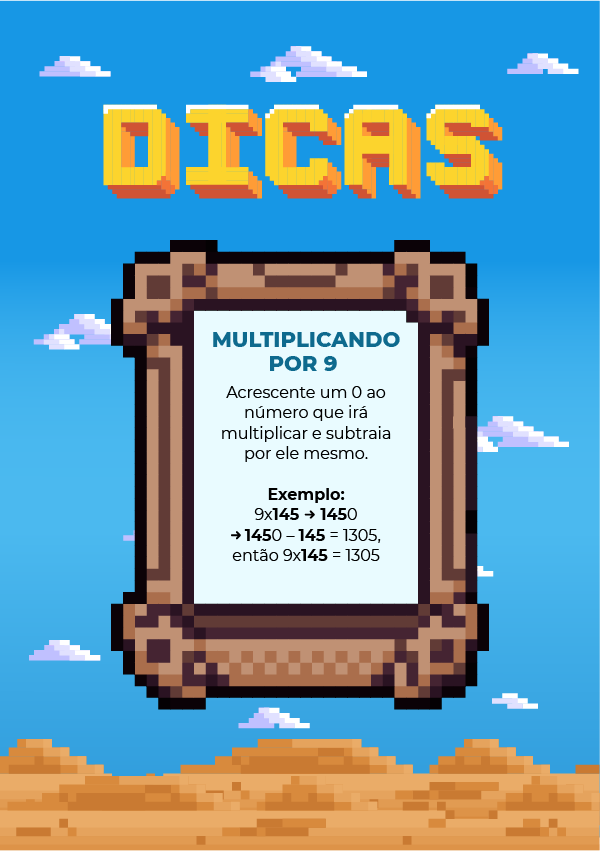 DICAS
MULTIPLICANDO
POR 9
Acrescente um 0 ao
número que irá
multiplicar e subtraia
por ele mesmo.
Exemplo:
9x145 → 1450
→ 1450 – 145 = 1305,
então 9x145 = 1305